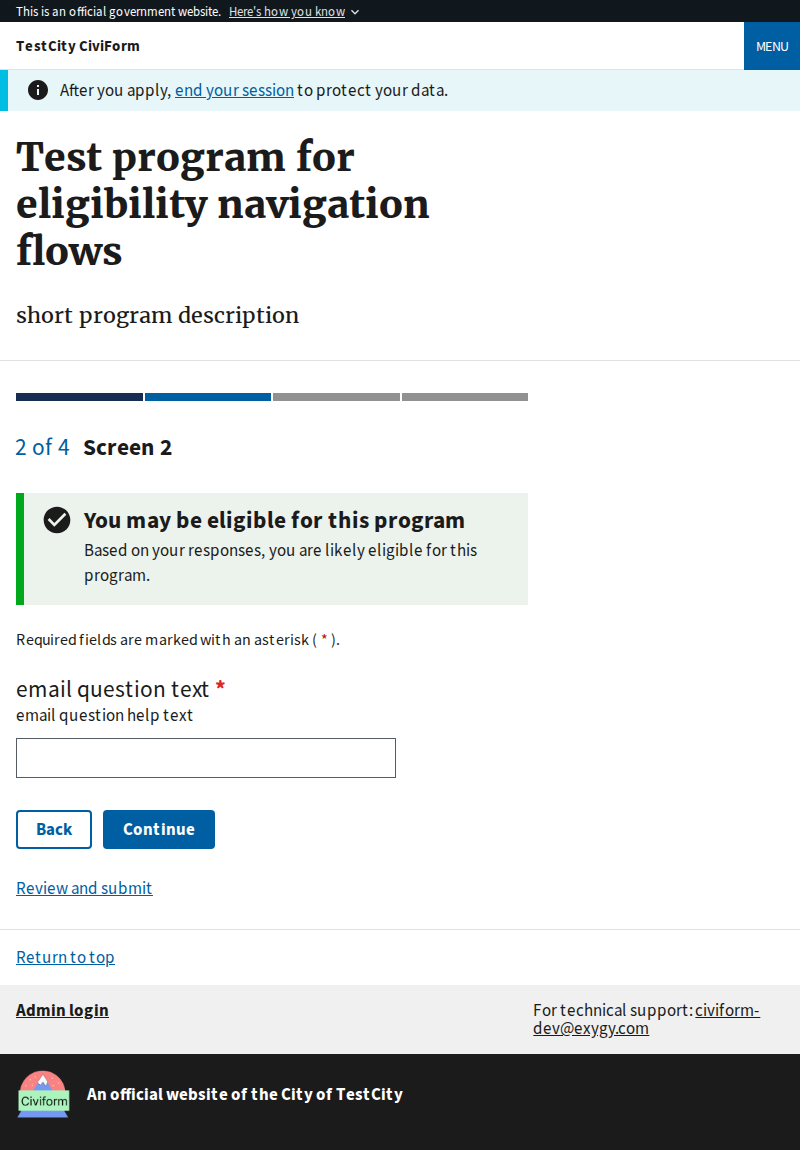 This is an official government website. Here's how you know
TestCity CiviForm
MENU
After you apply, end your session to protect your data.
Test program for
eligibility navigation
flows
short program description
2 of 4 Screen 2
You may be eligible for this program
Based on your responses, you are likely eligible for this
program.
Required fields are marked with an asterisk ( * ).
email question text *
email question help text
Back
Continue
Review and submit
Return to top
Admin login
For technical support: civiform-
dev@exygy.com
Civiform
An official website of the City of TestCity